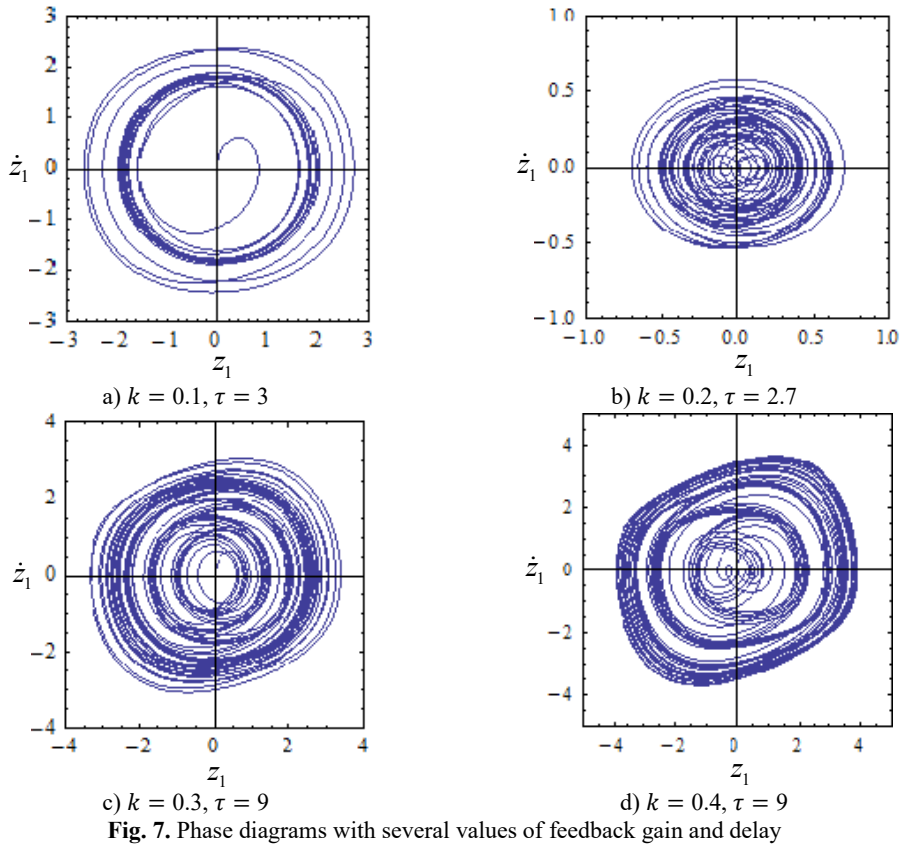 3
2
1
0
−1
−2
−3
−3 −2 −1 0 1 2 3
ż₁
z₁
a) k = 0.1, τ = 3
1.0
0.5
0.0
−0.5
−1.0
−1.0 −0.5 0.0 0.5 1.0
ż₁
z₁
b) k = 0.2, τ = 2.7
4
2
0
−2
−4
−4 −2 0 2 4
ż₁
z₁
c) k = 0.3, τ = 9
4
2
0
−2
−4
−4 −2 0 2 4
ż₁
z₁
d) k = 0.4, τ = 9
Fig. 7. Phase diagrams with several values of feedback gain and delay